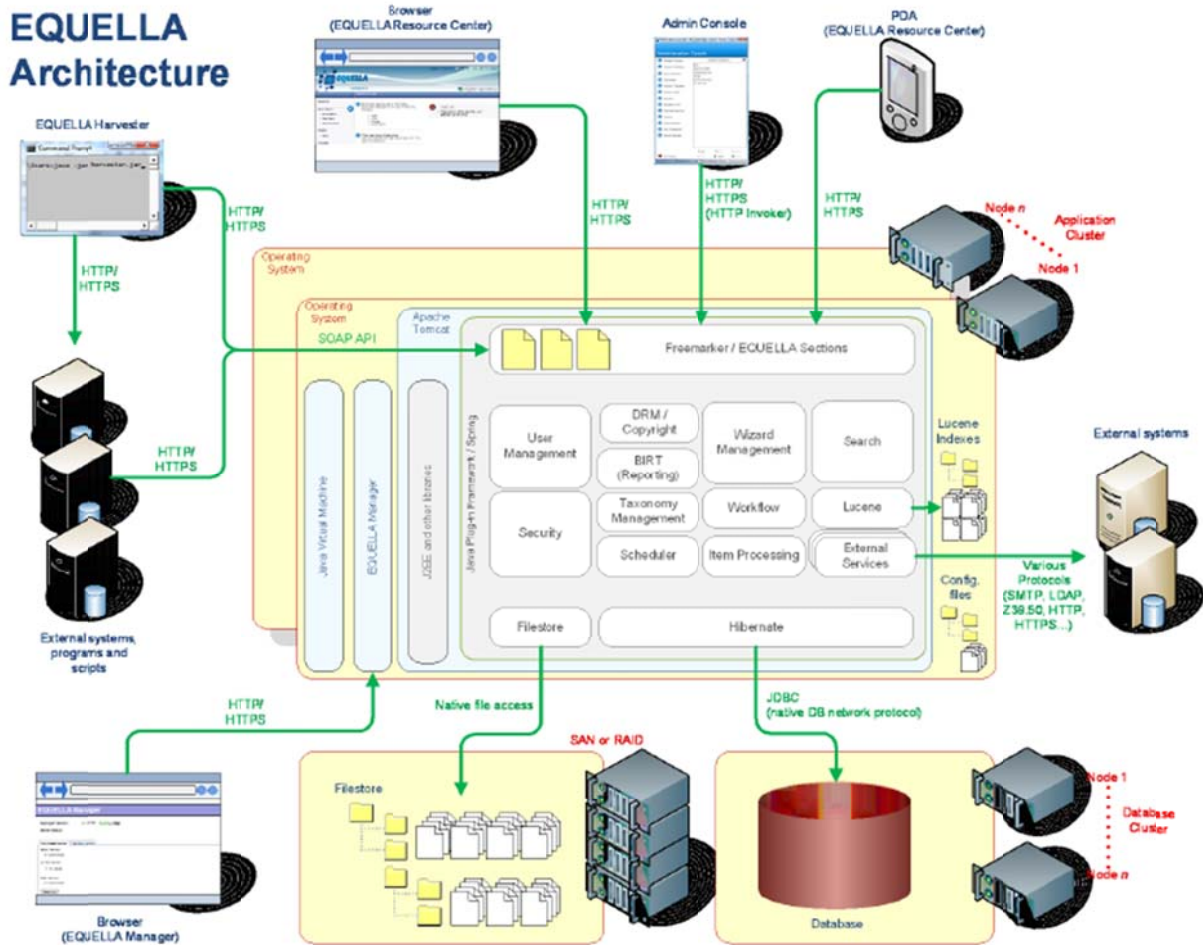 EQUELLA
Architecture
Browser
(EQUELLA Resource Center)
Admin Console
PDA
(EQUELLA Resource Center)
EQUELLA Harvester
Command Prompt
EQUELLA
HTTP/
HTTPS
HTTP/
HTTPS
HTTP/
HTTPS
(HTTP Invoker)
HTTP/
HTTPS
Node n
Application
Cluster
Node 1
HTTP/
HTTPS
Operating
System
Operating
System
Apache
Tomcat
SOAP API
Freemarker / EQUELLA Sections
Java Virtual Machine
EQUELLA Manager
J2EE and other libraries
Java Plug-in Framework / Spring
User
Management
DRM /
Copyright
Wizard
Management
Search
BIRT
(Reporting)
Lucene
Indexes
External systems
HTTP/
HTTPS
Security
Taxonomy
Management
Workflow
Lucene
Scheduler
Item Processing
External
Services
Various
Protocols
(SMTP, LDAP,
Z39.50, HTTP,
HTTPS...)
Config.
files
Filestore
Hibernate
External systems,
programs and
scripts
HTTP/
HTTPS
Native file access
JDBC
(native DB network protocol)
SAN or RAID
EQUELLA Manager
Filestore
Node 1
Database
Cluster
Node n
Database
Browser
(EQUELLA Manager)